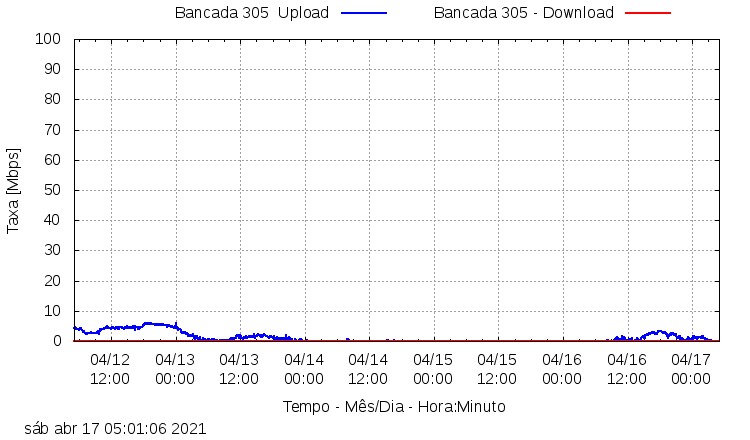 Bancada 305  Upload
Bancada 305 - Download
100
90
80
70
60
50
40
30
20
10
0
Taxa [Mbps]
04/12 04/13 04/13 04/14 04/14 04/15 04/15 04/16 04/16 04/17
12:00 00:00 12:00 00:00 12:00 00:00 12:00 00:00 12:00 00:00
Tempo - Mês/Dia - Hora:Minuto
sáb abr 17 05:01:06 2021